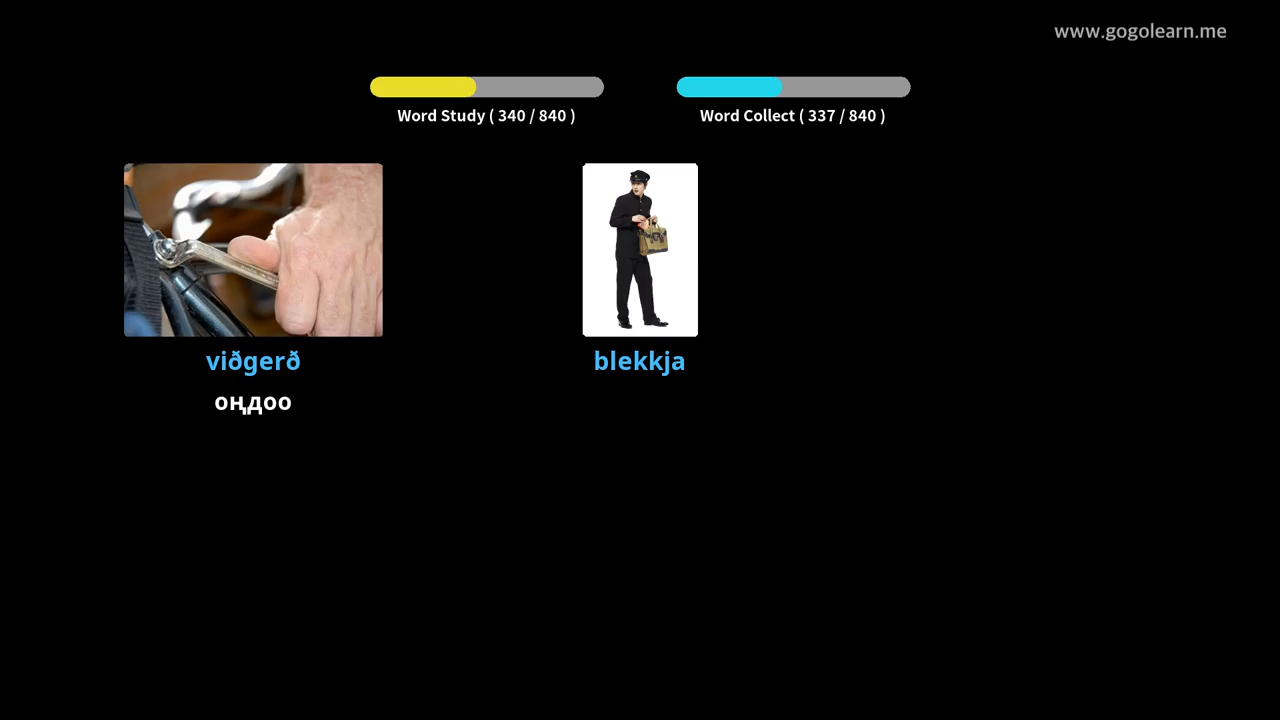 www.gogolearn.me
Word Study ( 340 / 840 )
Word Collect ( 337 / 840 )
viðgerð
оңдоо
blekkja